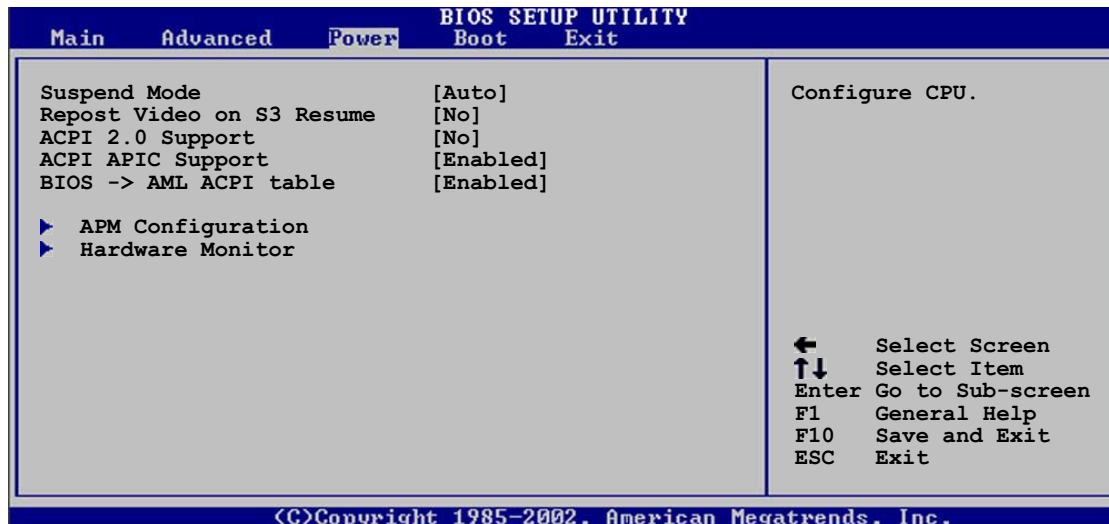 BIOS SETUP UTILITY
Main Advanced Power Boot Exit
Suspend Mode [Auto]
Repost Video on S3 Resume [No]
ACPI 2.0 Support [No]
ACPI APIC Support [Enabled]
BIOS -> AML ACPI table [Enabled]
APM Configuration
Hardware Monitor
Configure CPU.
← Select Screen
↑↓ Select Item
Enter Go to Sub-screen
F1 General Help
F10 Save and Exit
ESC Exit
(C)Copyright 1985-2002, American Megatrends, Inc.